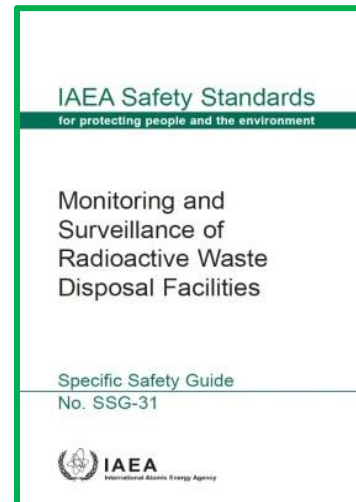 IAEA Safety Standards
for protecting people and the environment
Monitoring and
Surveillance of
Radioactive Waste
Disposal Facilities
Specific Safety Guide
No. SSG-31
IAEA
International Atomic Energy Agency